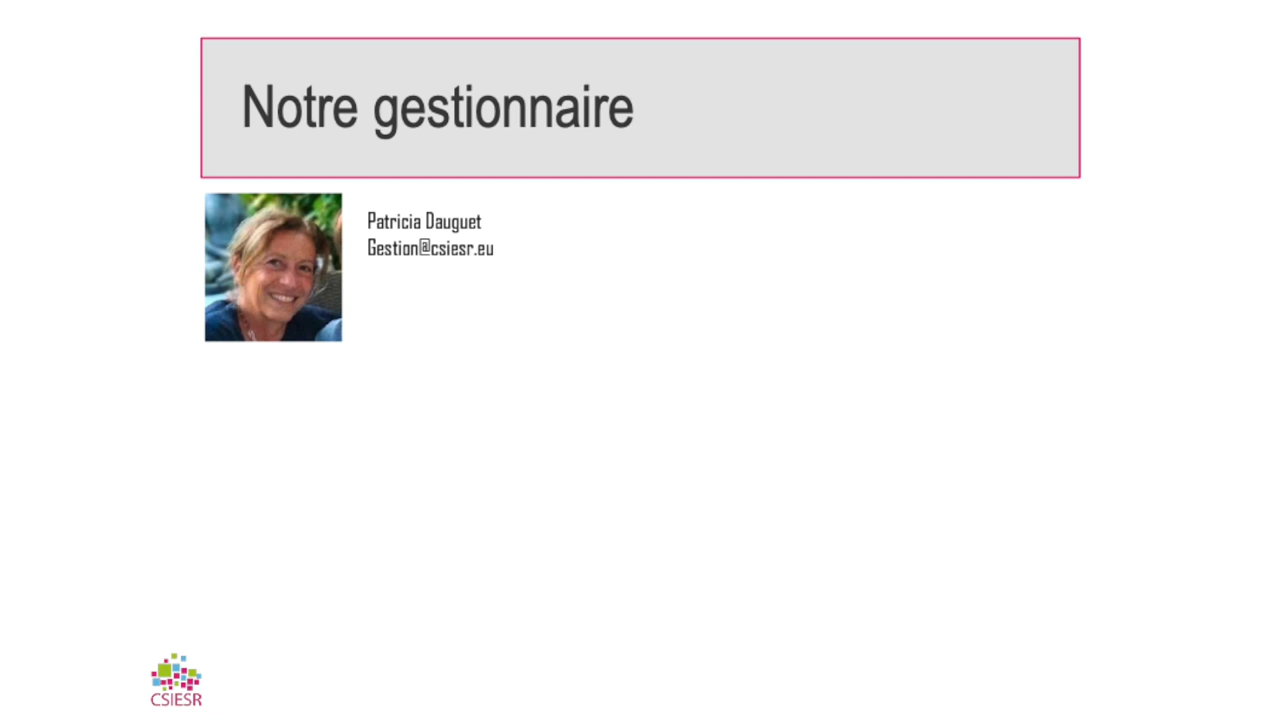 Notre gestionnaire
Patricia Dauguet
Gestion@csiesr.eu
CSIESR